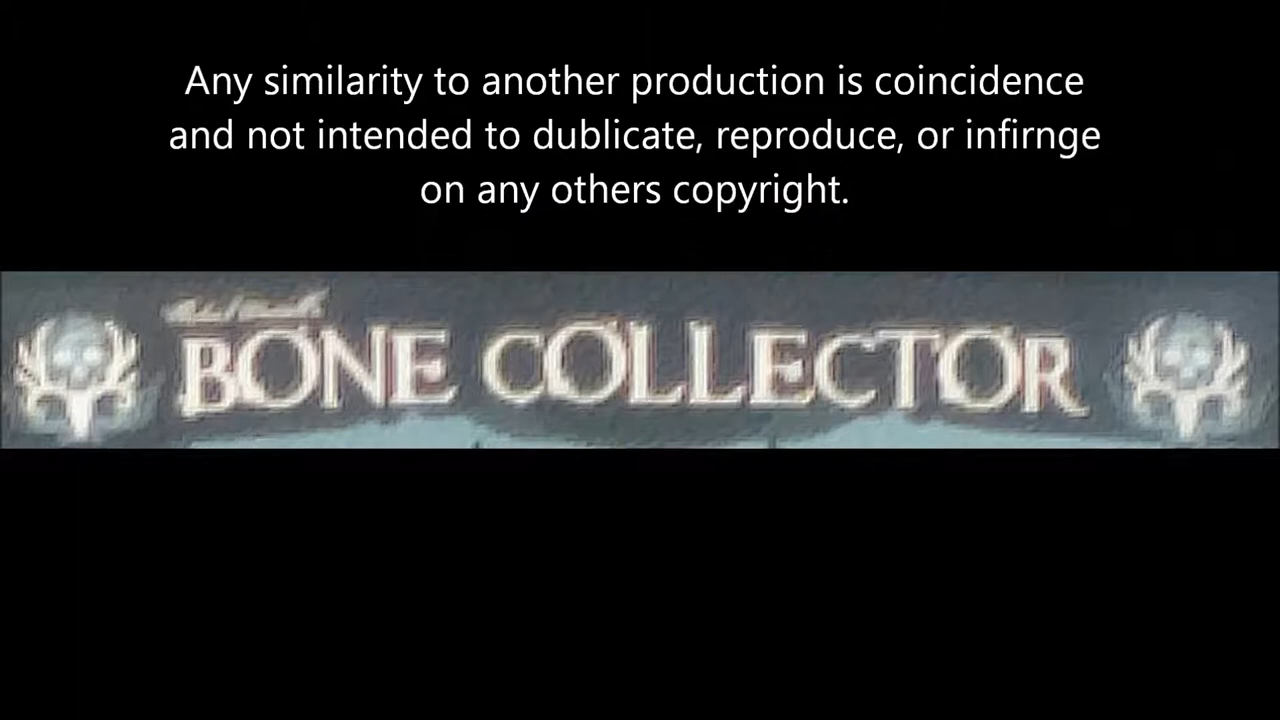 Any similarity to another production is coincidence
and not intended to dublicate, reproduce, or infirnge
on any others copyright.
BONE COLLECTOR